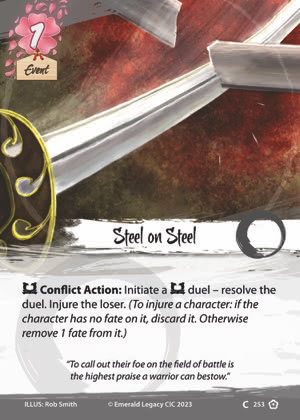 1
Event
Steel on Steel
Conflict Action: Initiate a duel – resolve the
duel. Injure the loser. (To injure a character: if the
character has no fate on it, discard it. Otherwise
remove 1 fate from it.)
"To call out their foe on the field of battle is
the highest praise a warrior can bestow."
ILLUS: Rob Smith © Emerald Legacy CIC 2023 C 253